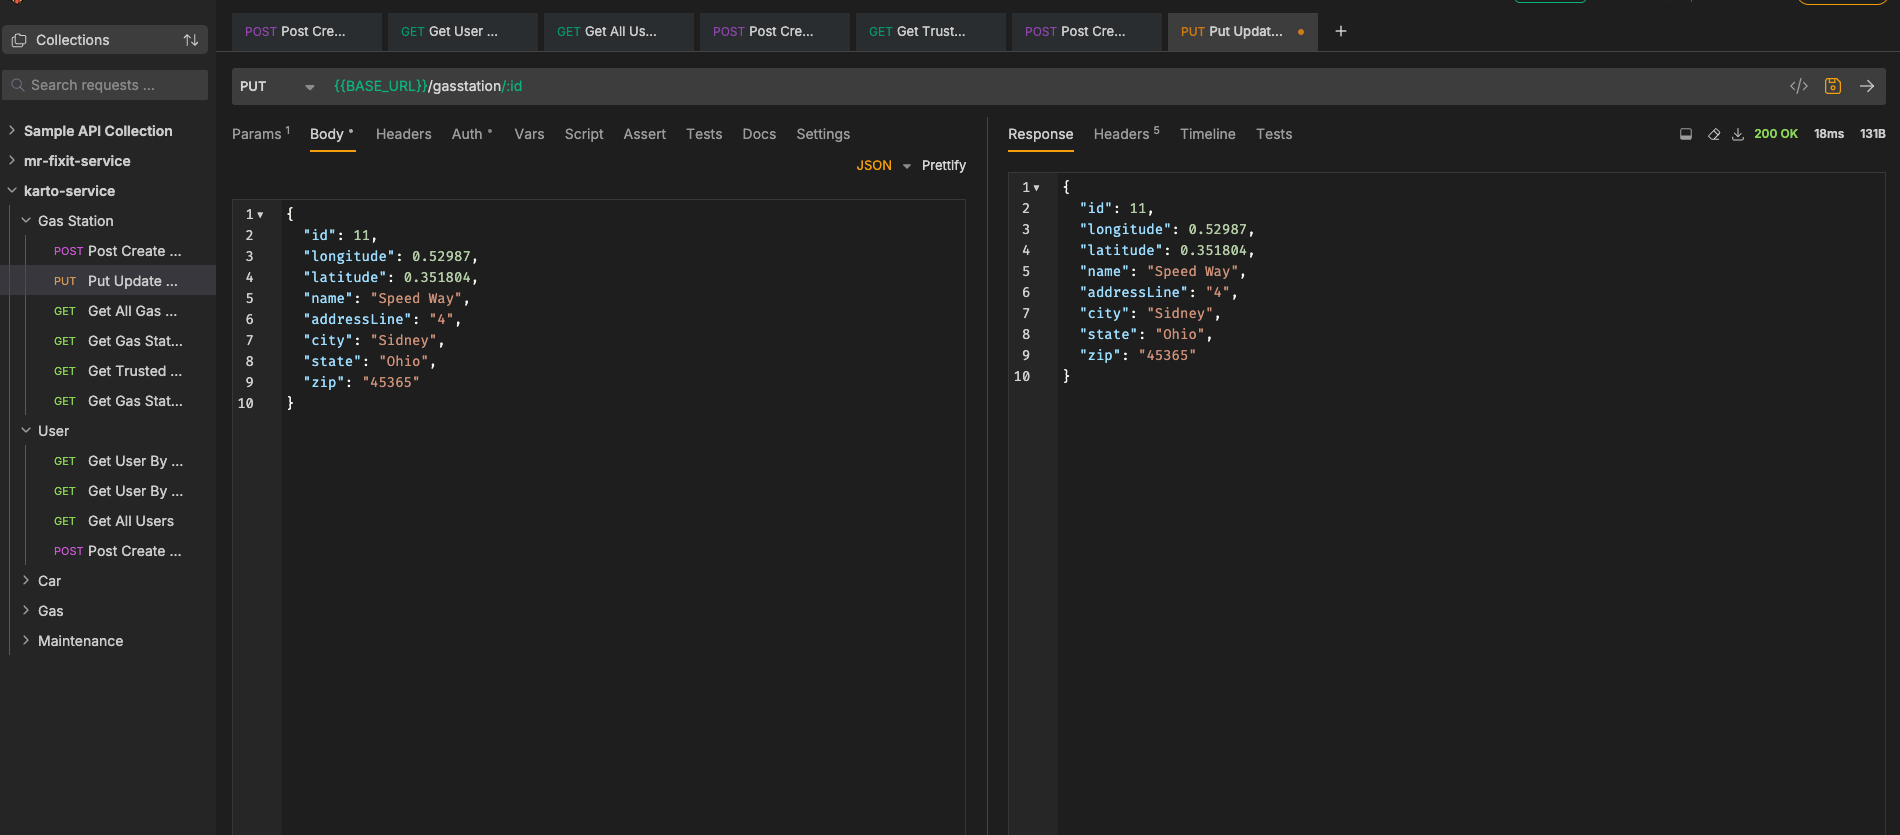 Collections
Search requests ...
Sample API Collection
mr-fixit-service
karto-service
Gas Station
POST Post Create ...
PUT Put Update ...
GET Get All Gas ...
GET Get Gas Stat...
GET Get Trusted ...
GET Get Gas Stat...
User
GET Get User By ...
GET Get User By ...
GET Get All Users
POST Post Create ...
Car
Gas
Maintenance
POST Post Cre... GET Get User ... GET Get All Us... POST Post Cre... GET Get Trust... POST Post Cre... PUT Put Updat... +
PUT {{BASE_URL}}/gasstation/:id
Params 1 Body Headers Auth Vars Script Assert Tests Docs Settings
JSON Prettify
1 {
2 "id": 11,
3 "longitude": 0.52987,
4 "latitude": 0.351804,
5 "name": "Speed Way",
6 "addressLine": "4",
7 "city": "Sidney",
8 "state": "Ohio",
9 "zip": "45365"
10 }
Response Headers 5 Timeline Tests 200 OK 18ms 131B
1 {
2 "id": 11,
3 "longitude": 0.52987,
4 "latitude": 0.351804,
5 "name": "Speed Way",
6 "addressLine": "4",
7 "city": "Sidney",
8 "state": "Ohio",
9 "zip": "45365"
10 }